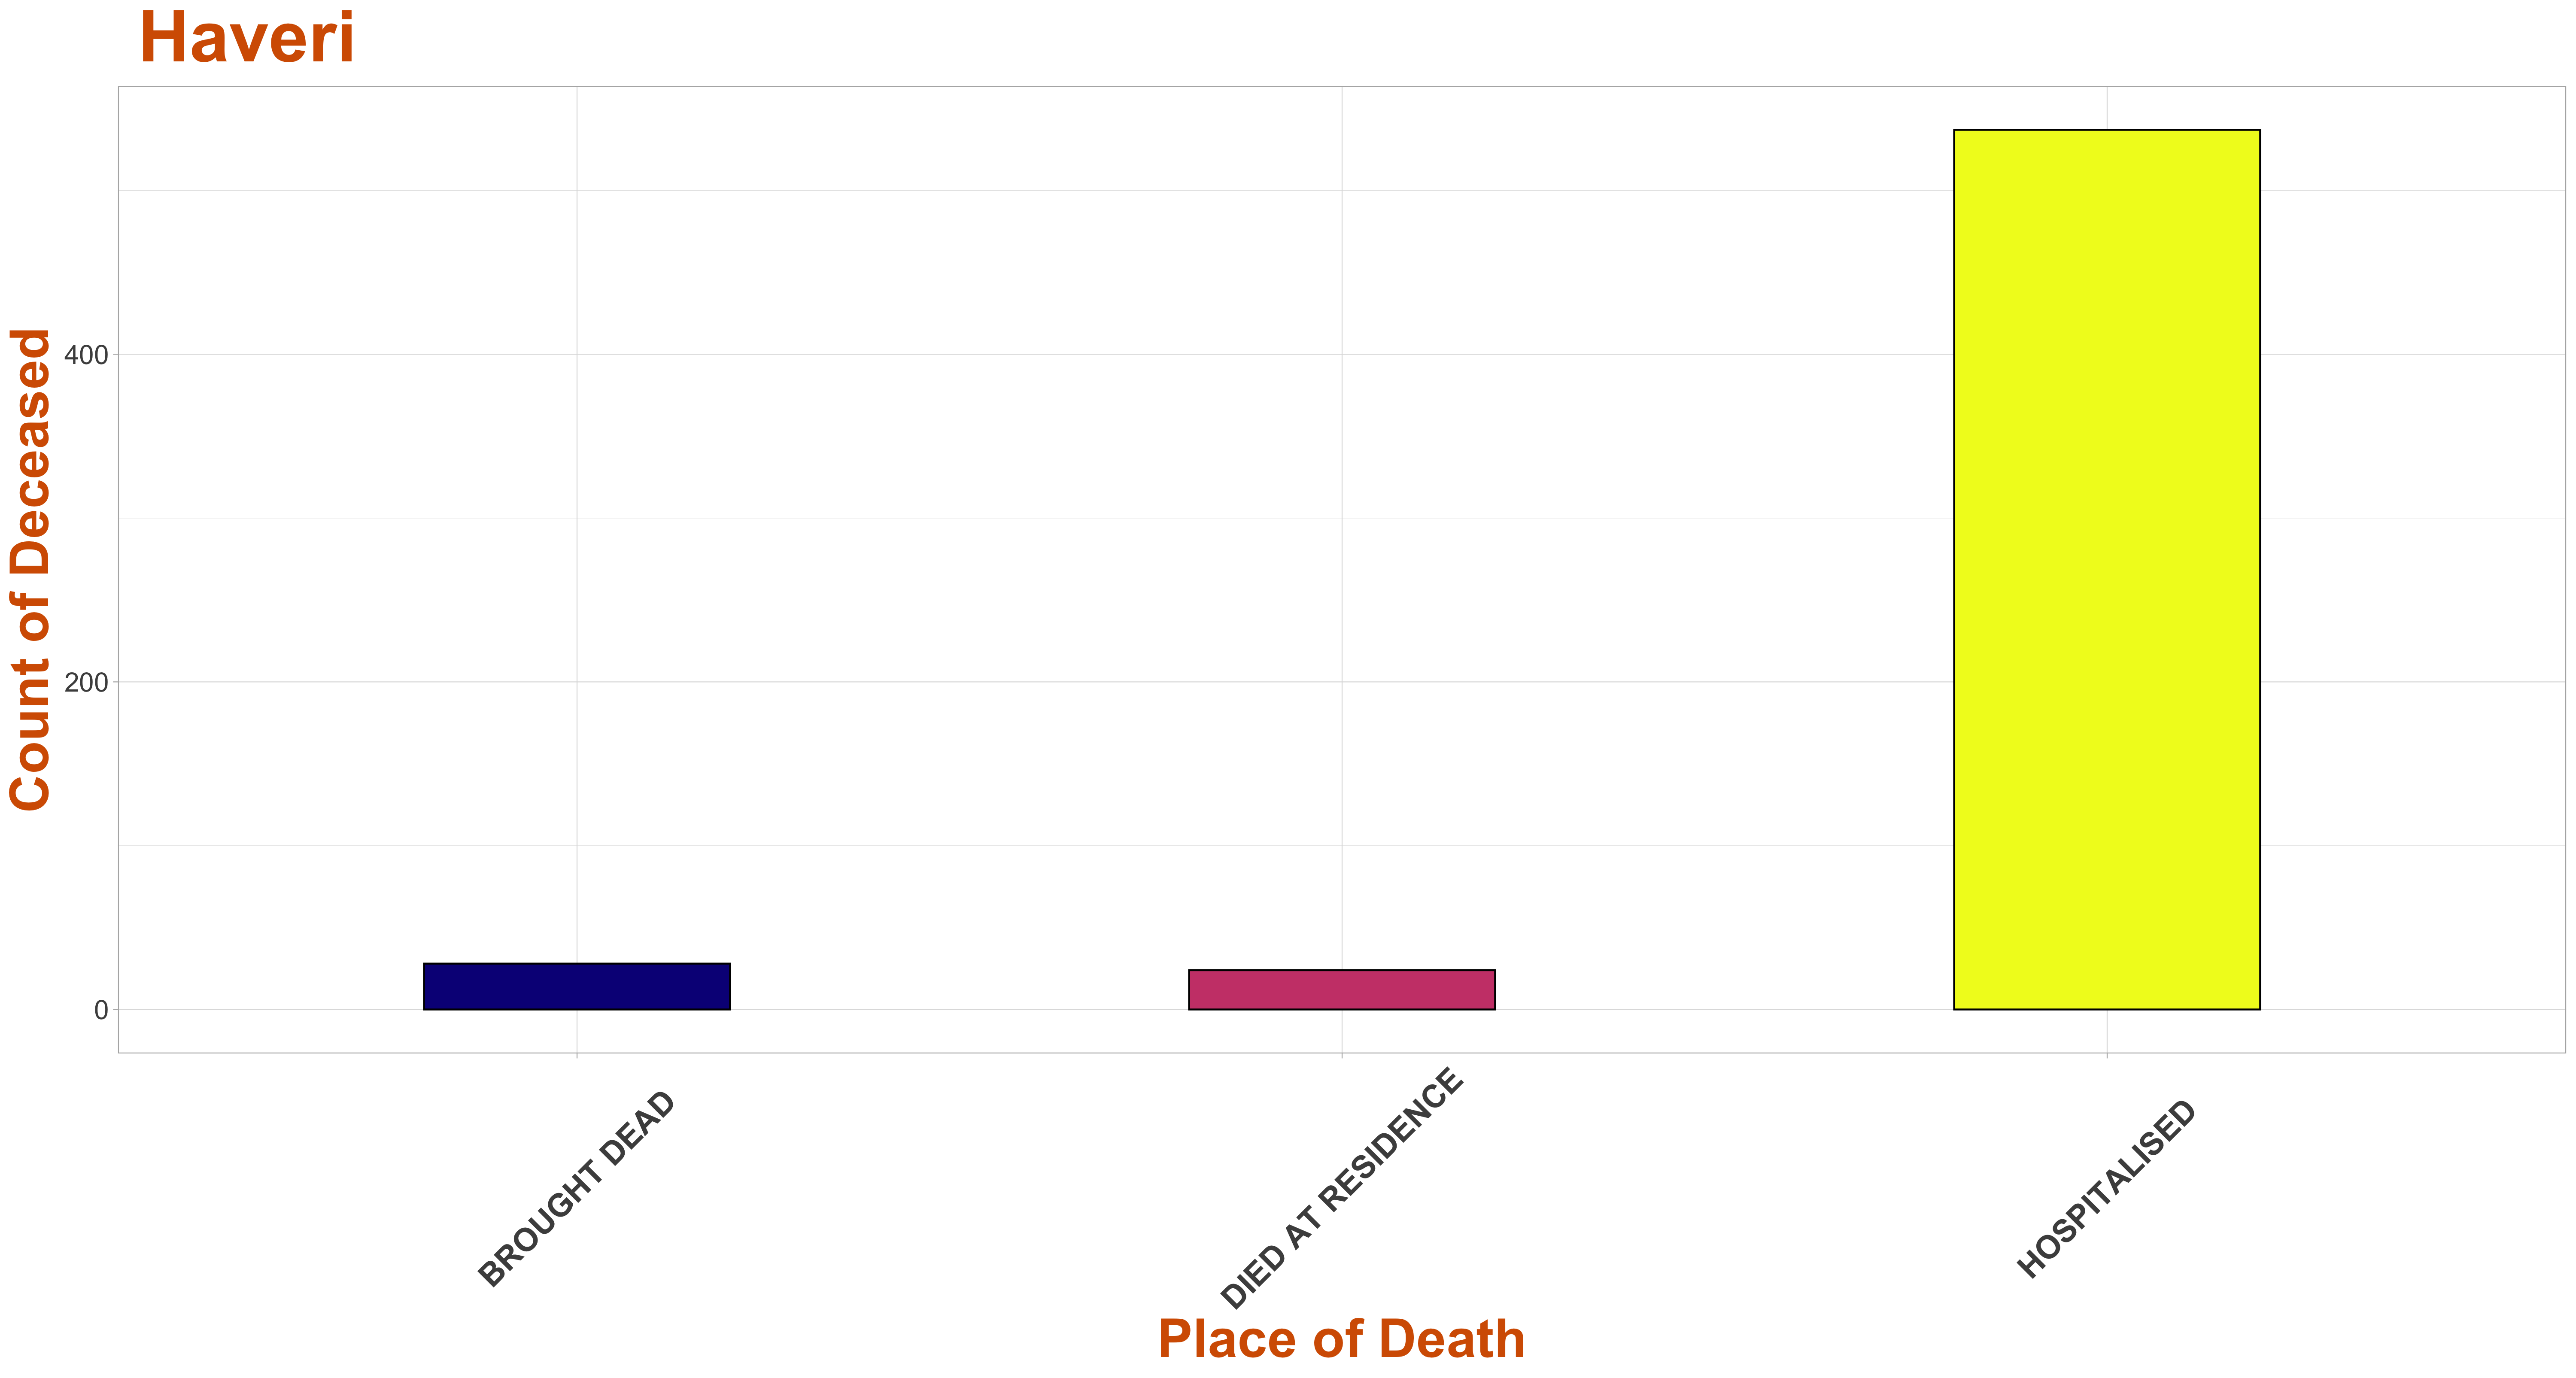 Haveri
Count of Deceased
400
200
0
BROUGHT DEAD
DIED AT RESIDENCE
HOSPITALISED
Place of Death